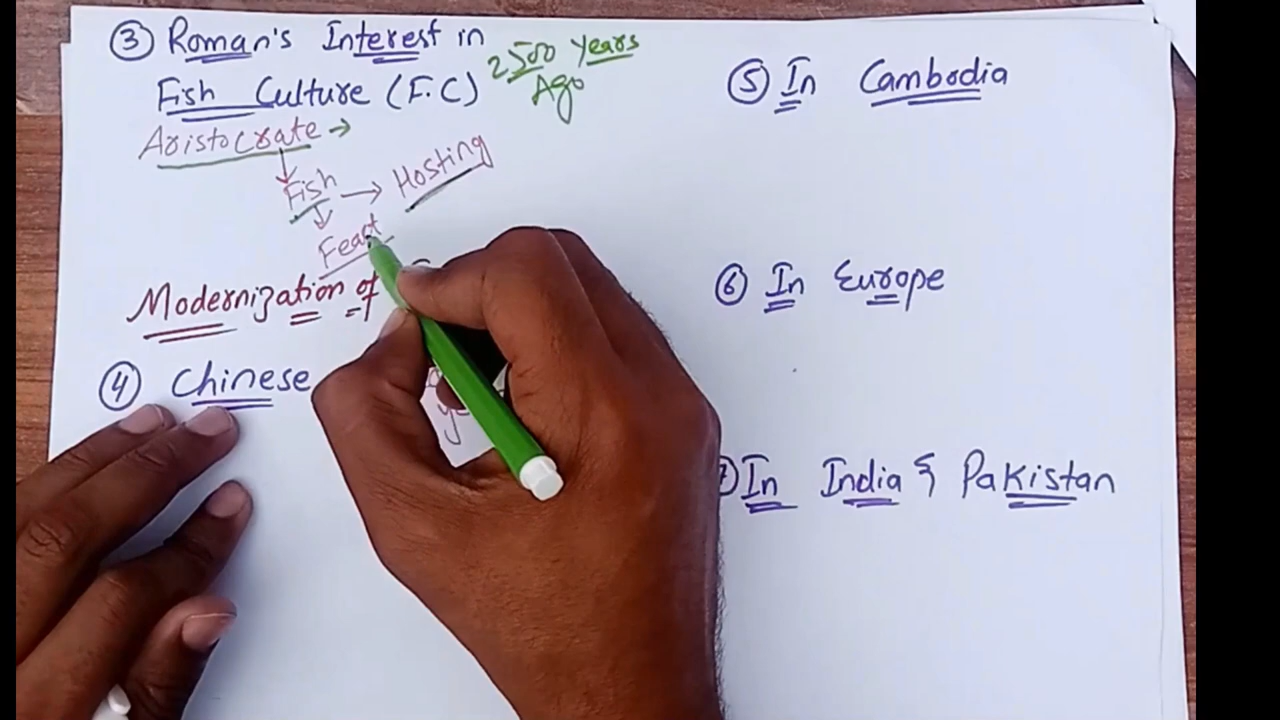 ③ Roman's Interest in
Fish Culture (F.C)
2500 years
Ago
Aristocrate →
Fish → Hosting
Feast
Modernization of
④ Chinese
⑤ In Cambodia
⑥ In Europe
In India & Pakistan